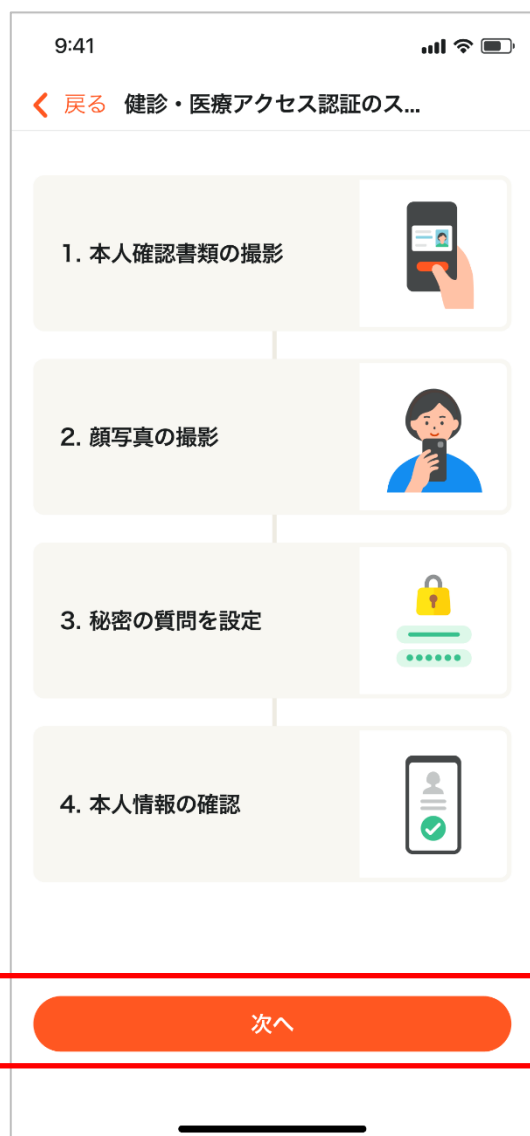 9:41
戻る 健診・医療アクセス認証のス...
1. 本人確認書類の撮影
2. 顔写真の撮影
3. 秘密の質問を設定
4. 本人情報の確認
次へ